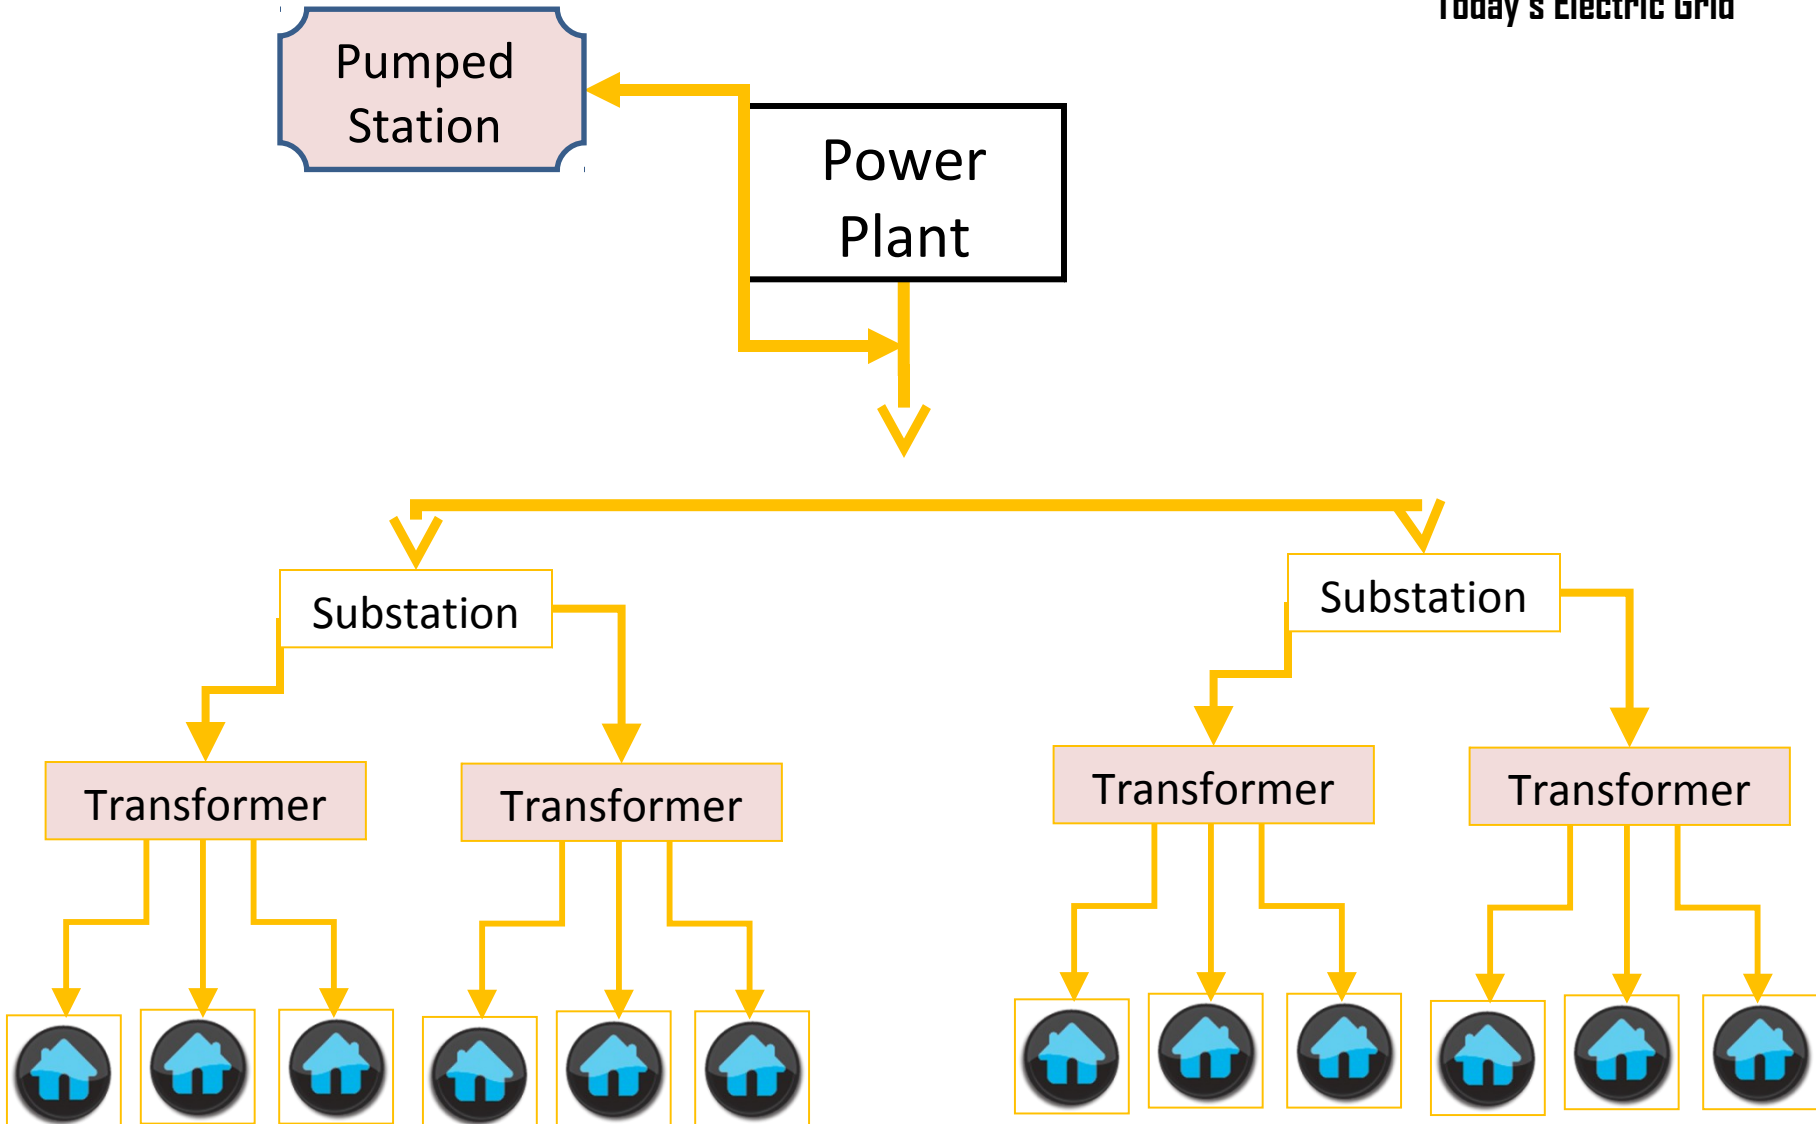 Today's Electric Grid
Pumped
Station
Power
Plant
Substation
Substation
Transformer
Transformer
Transformer
Transformer